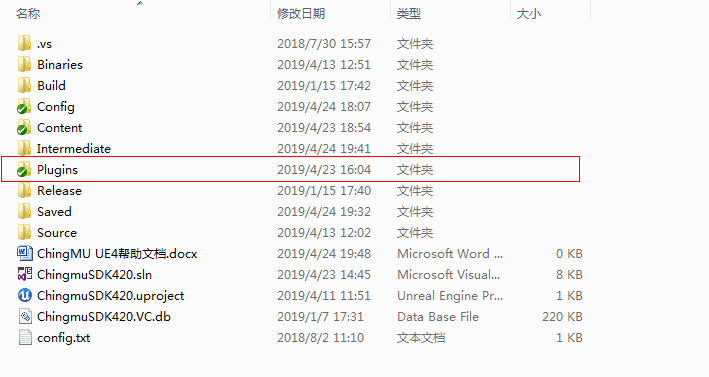 名称 修改日期 类型 大小
.vs 2018/7/30 15:57 文件夹
Binaries 2019/4/13 12:51 文件夹
Build 2019/1/15 17:42 文件夹
Config 2019/4/24 18:07 文件夹
Content 2019/4/23 18:54 文件夹
Intermediate 2019/4/24 19:41 文件夹
Plugins 2019/4/23 16:04 文件夹
Release 2019/1/15 17:40 文件夹
Saved 2019/4/24 19:32 文件夹
Source 2019/4/13 12:02 文件夹
ChingMU UE4帮助文档.docx 2019/4/24 19:48 Microsoft Word ... 0 KB
ChingmuSDK420.sln 2019/4/23 14:45 Microsoft Visual... 8 KB
ChingmuSDK420.uproject 2019/4/11 11:51 Unreal Engine Pr... 1 KB
ChingmuSDK420.VC.db 2019/1/7 17:31 Data Base File 220 KB
config.txt 2018/8/2 11:10 文本文档 1 KB